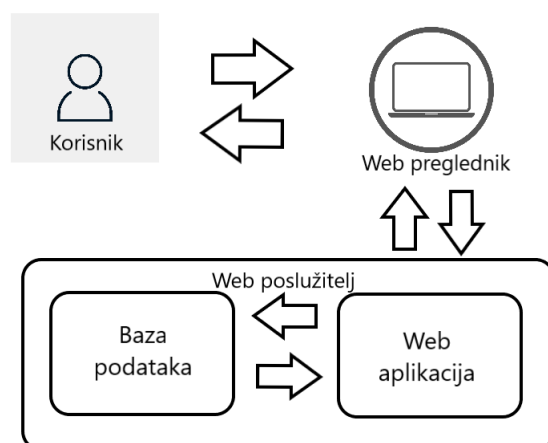 Korisnik
Web preglednik
Web poslužitelj
Baza
podataka
Web
aplikacija